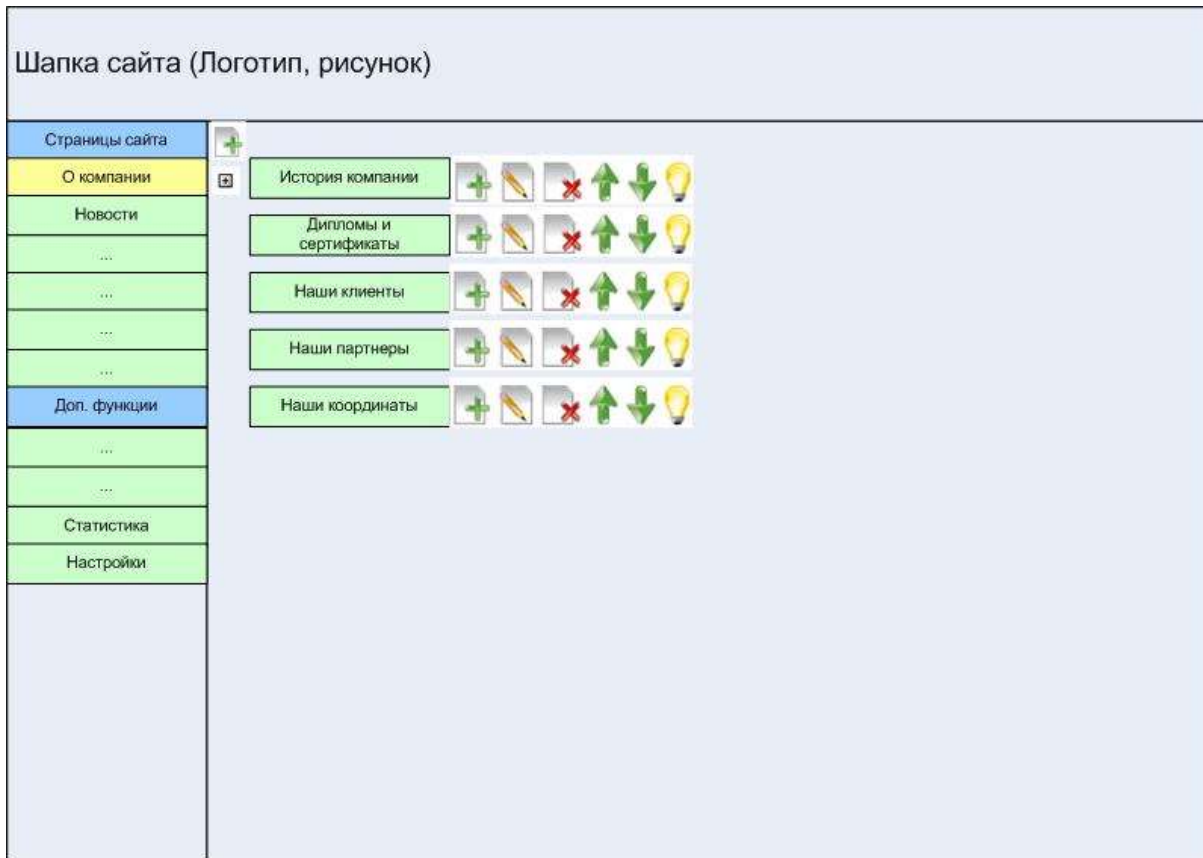 Шапка сайта (Логотип, рисунок)
Страницы сайта
О компании
Новости
...
...
...
...
Доп. функции
...
...
Статистика
Настройки
История компании
Дипломы и
сертификаты
Наши клиенты
Наши партнеры
Наши координаты